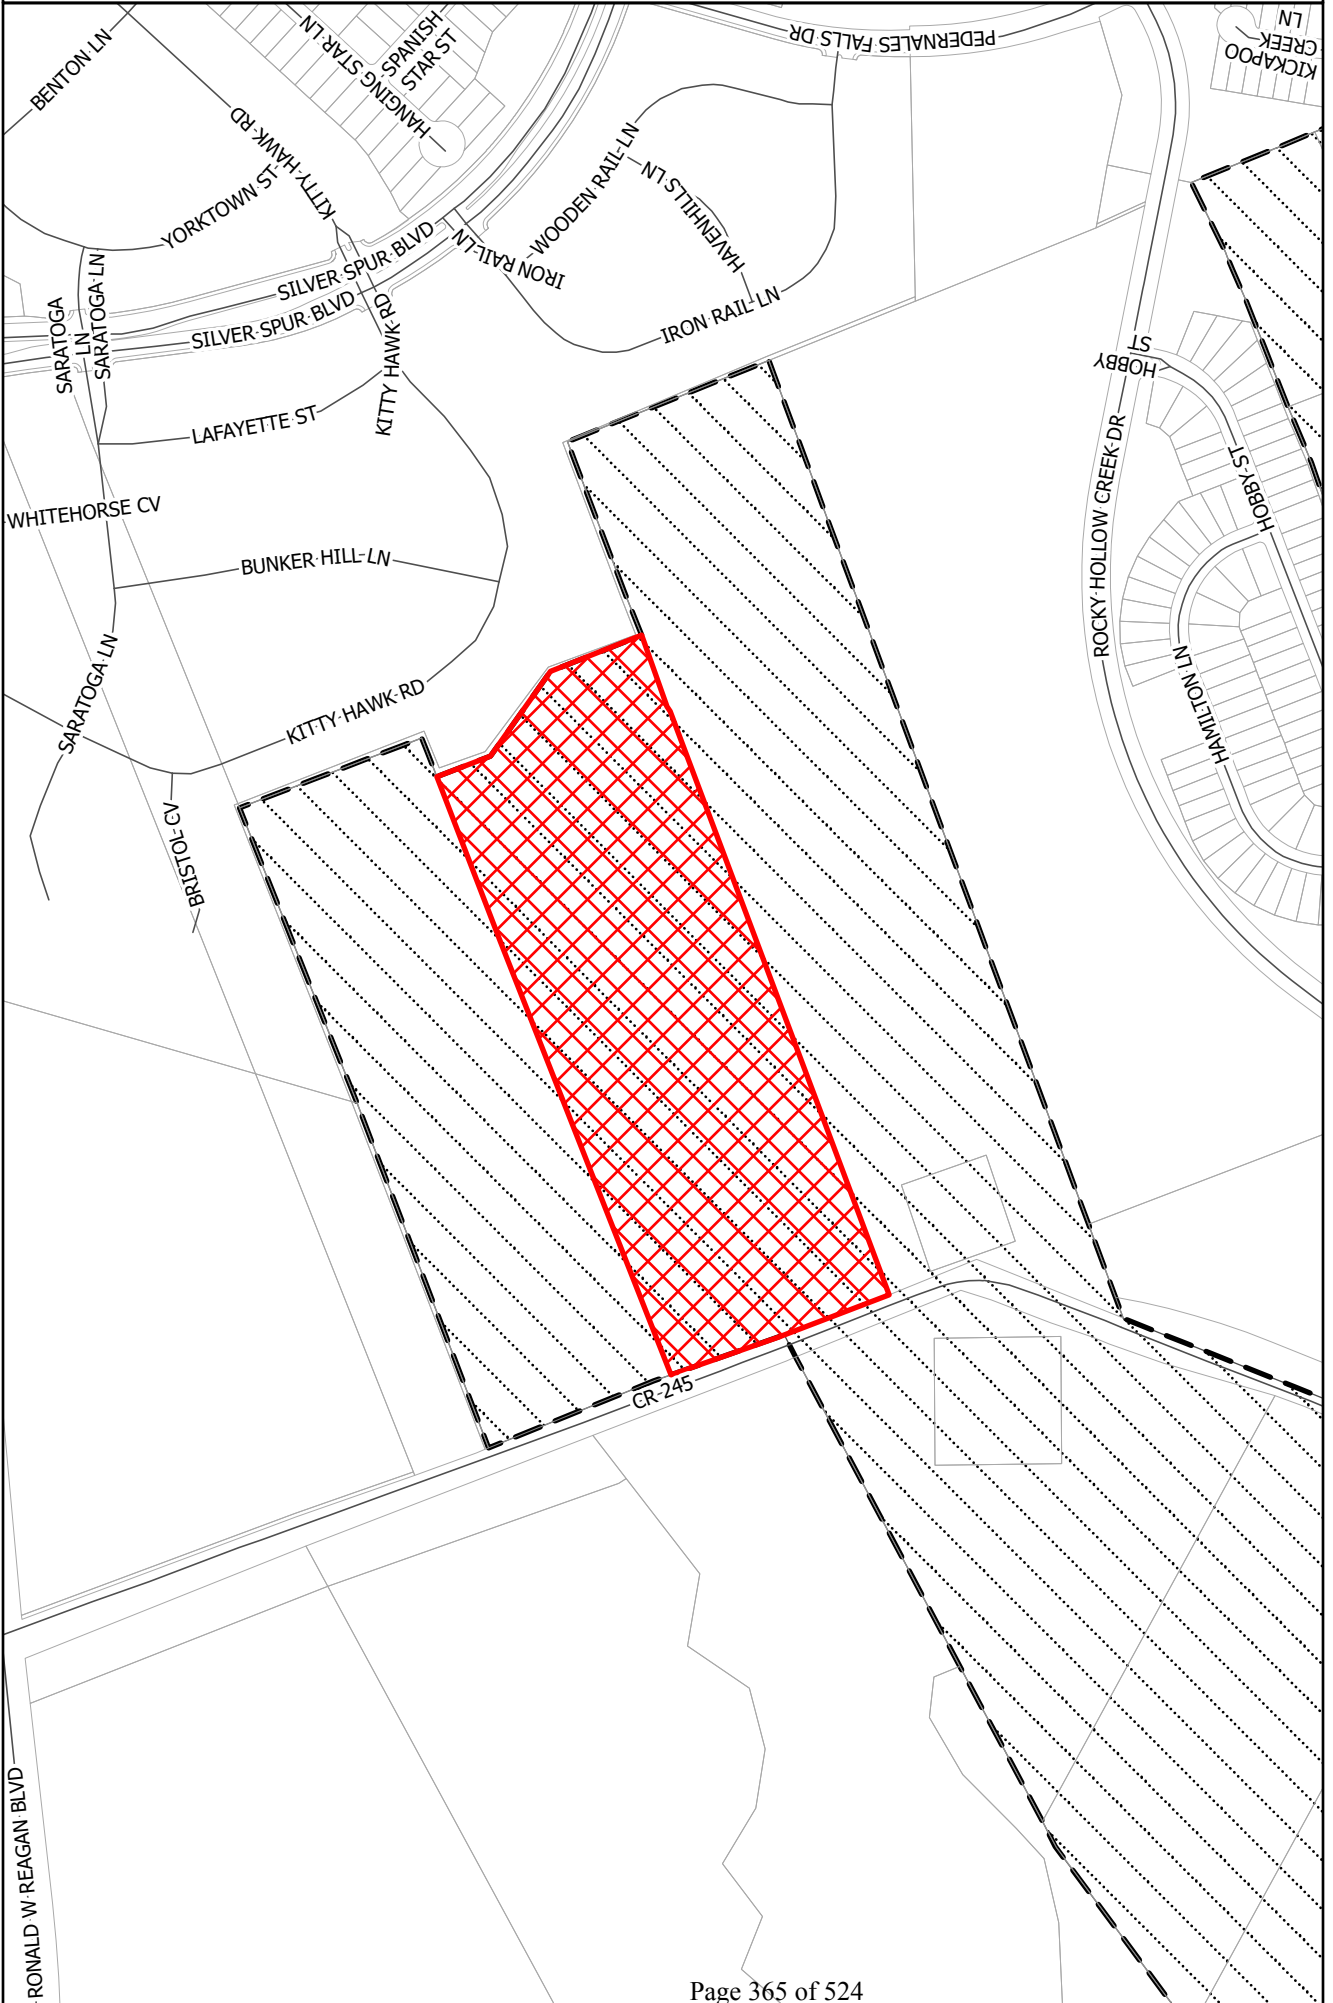 BENTON LN
HANGING STAR LN
SPANISH
STAR ST
PEDERNALES FALLS DR
KICKAPOO
CREEK
LN
KITTY HAWK RD
KITTY HAWK RD
YORKTOWN ST
WOODEN RAIL LN
HAVENHILLS LN
IRON RAIL LN
SILVER SPUR BLVD
SILVER SPUR BLVD
SARATOGA
LN
SARATOGA LN
IRON RAIL LN
HOBBY
ST
LAFAYETTE ST
ROCKY HOLLOW CREEK DR
HOBBY ST
WHITEHORSE CV
BUNKER HILL LN
SARATOGA LN
KITTY HAWK RD
HAMILTON LN
BRISTOL CV
CR 245
RONALD W REAGAN BLVD
Page 365 of 524